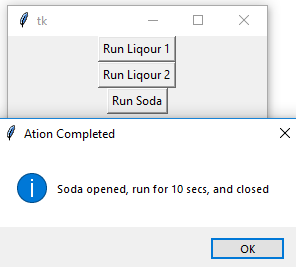 tk
Run Liqour 1
Run Liqour 2
Run Soda
Ation Completed
Soda opened, run for 10 secs, and closed
OK